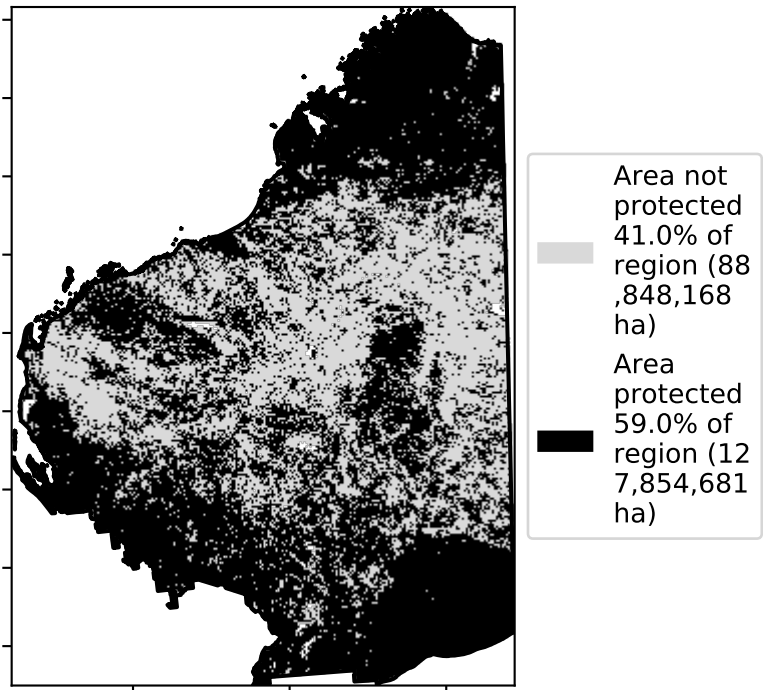 Area not
protected
41.0% of
region (88
,848,168
ha)
Area
protected
59.0% of
region (12
7,854,681
ha)